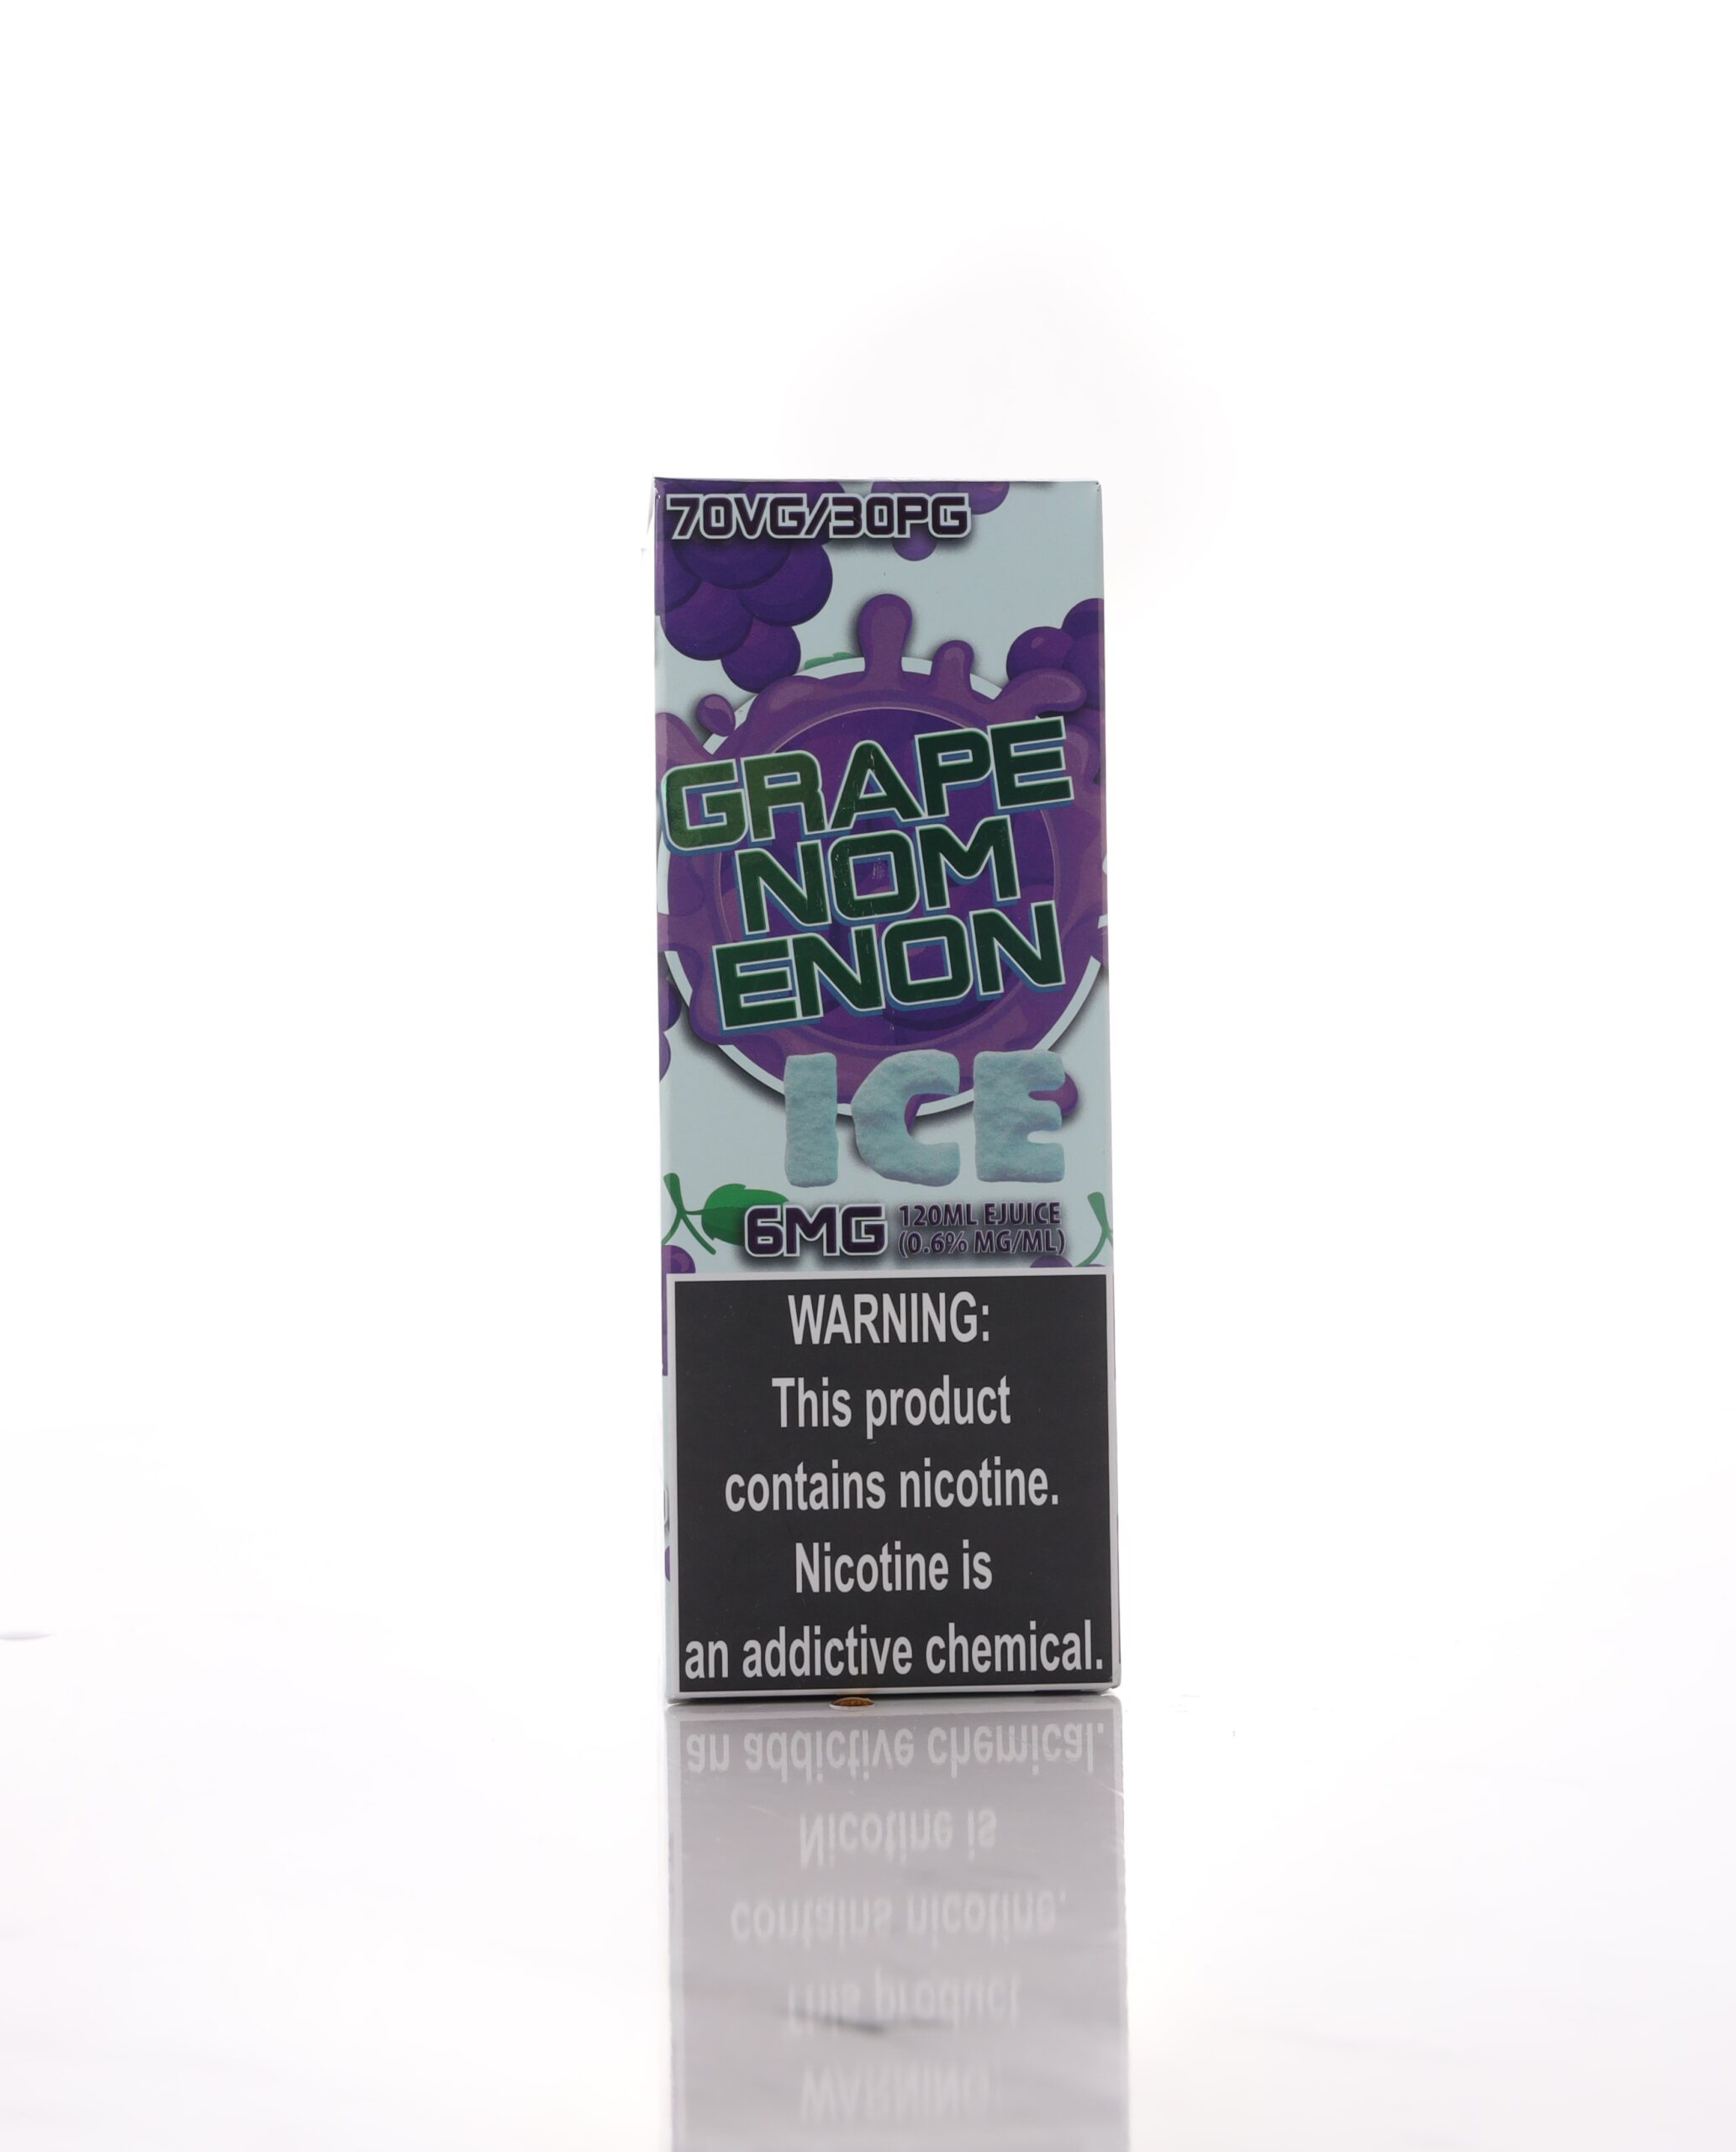 70VG/30PG
GRAPE
NOM
ENON
ICE
6MG
120ML EJUICE
(0.6% MG/ML)
WARNING:
This product
contains nicotine.
Nicotine is
an addictive chemical.